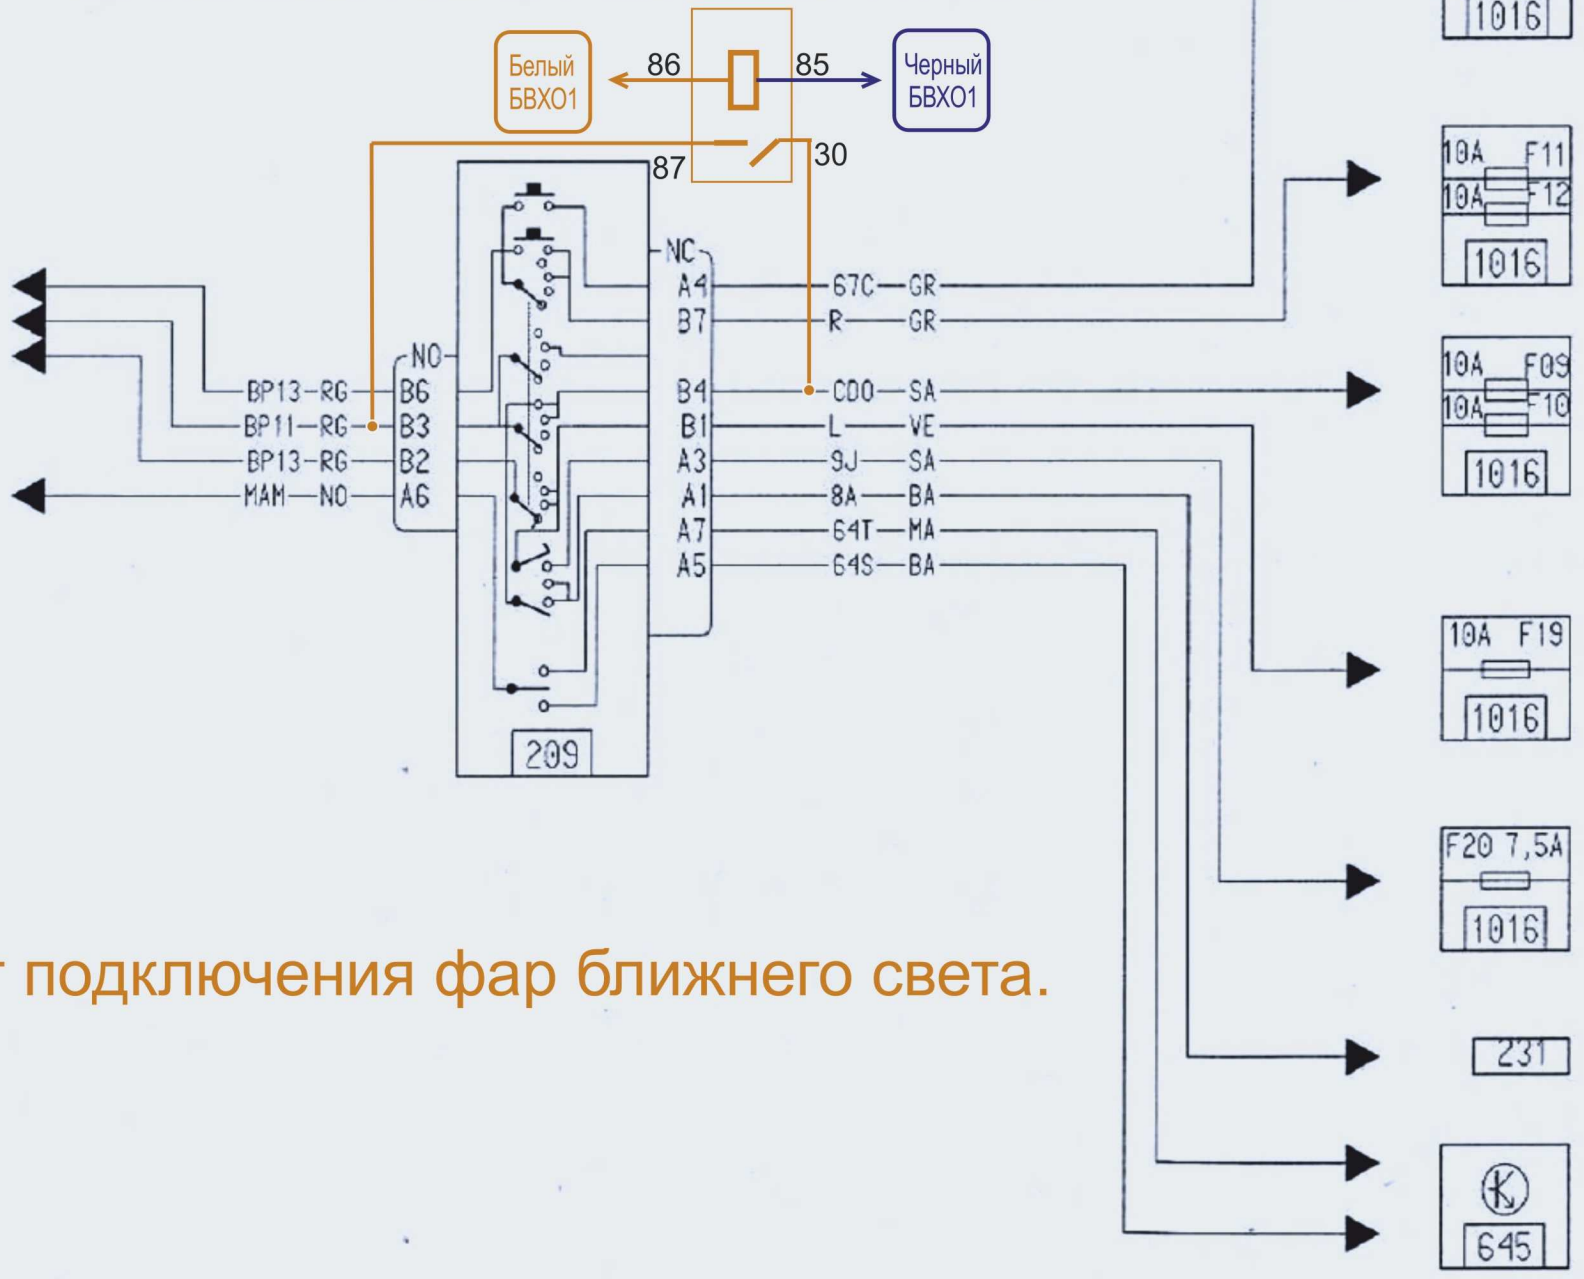 1016
Белый
БВХО1
86
85
Черный
БВХО1
87
30
10A F11
10A F12
1016
NC
A4 67C GR
B7 R GR
NO
BP13 RG B6
BP11 RG B3
BP13 RG B2
MAM NO A6
B4 CDO SA
B1 L VE
A3 9J SA
A1 8A BA
A7 64T MA
A5 64S BA
10A F09
10A F10
1016
10A F19
1016
209
F20 7,5A
1016
подключения фар ближнего света.
231
K
645